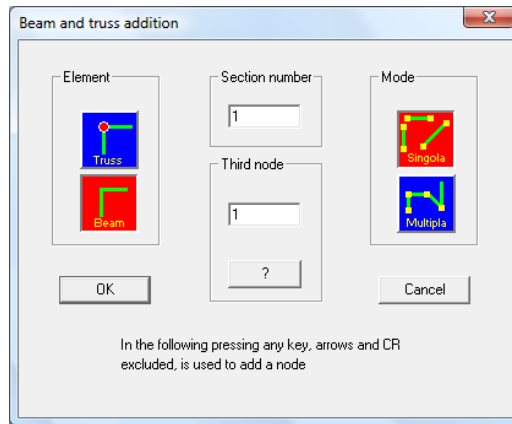 Beam and truss addition
X
Element
Section number
Mode
1
Truss
Singola
Third node
Beam
1
Multipla
?
OK
Cancel
In the following pressing any key, arrows and CR
excluded, is used to add a node